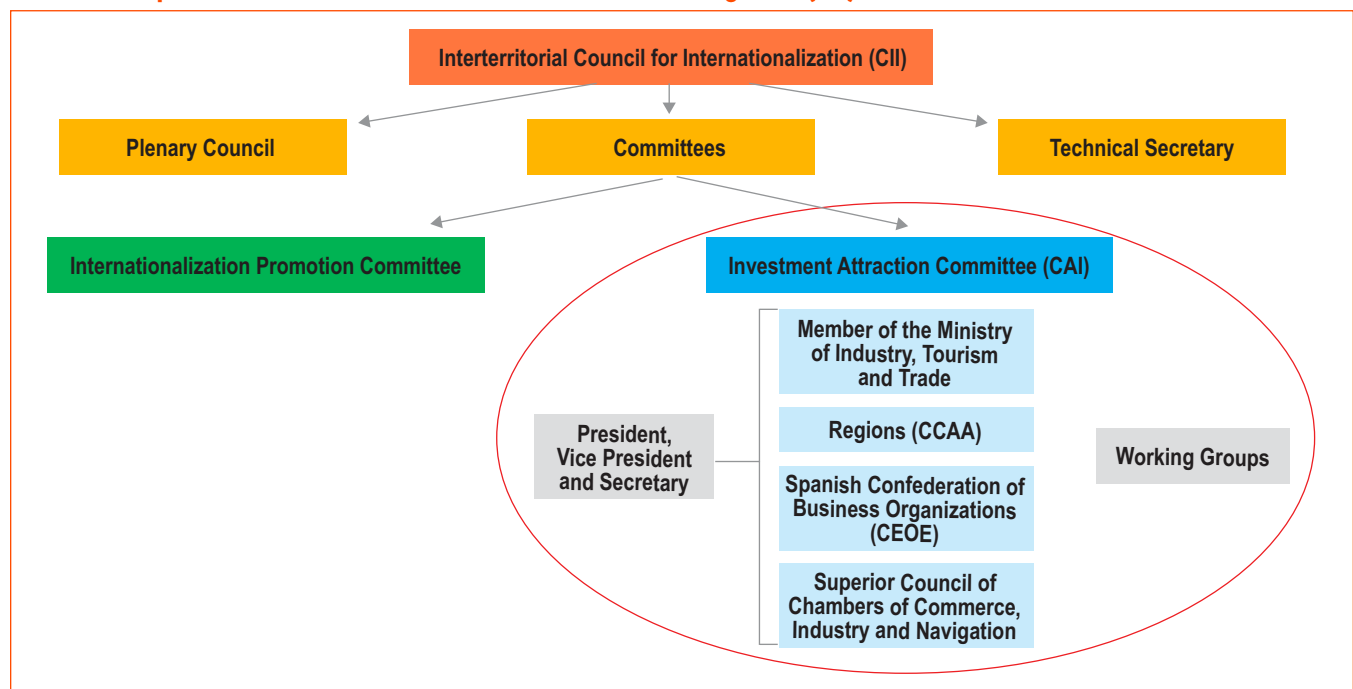 Interterritorial Council for Internationalization (CII)
Plenary Council
Committees
Technical Secretary
Internationalization Promotion Committee
Investment Attraction Committee (CAI)
Member of the Ministry
of Industry, Tourism
and Trade
President,
Vice President
and Secretary
Regions (CCAA)
Working Groups
Spanish Confederation of
Business Organizations
(CEOE)
Superior Council of
Chambers of Commerce,
Industry and Navigation